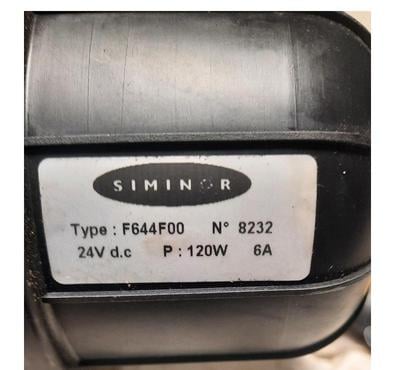 SIMINOR
Type : F644F00 N° 8232
24V d.c P : 120W 6A